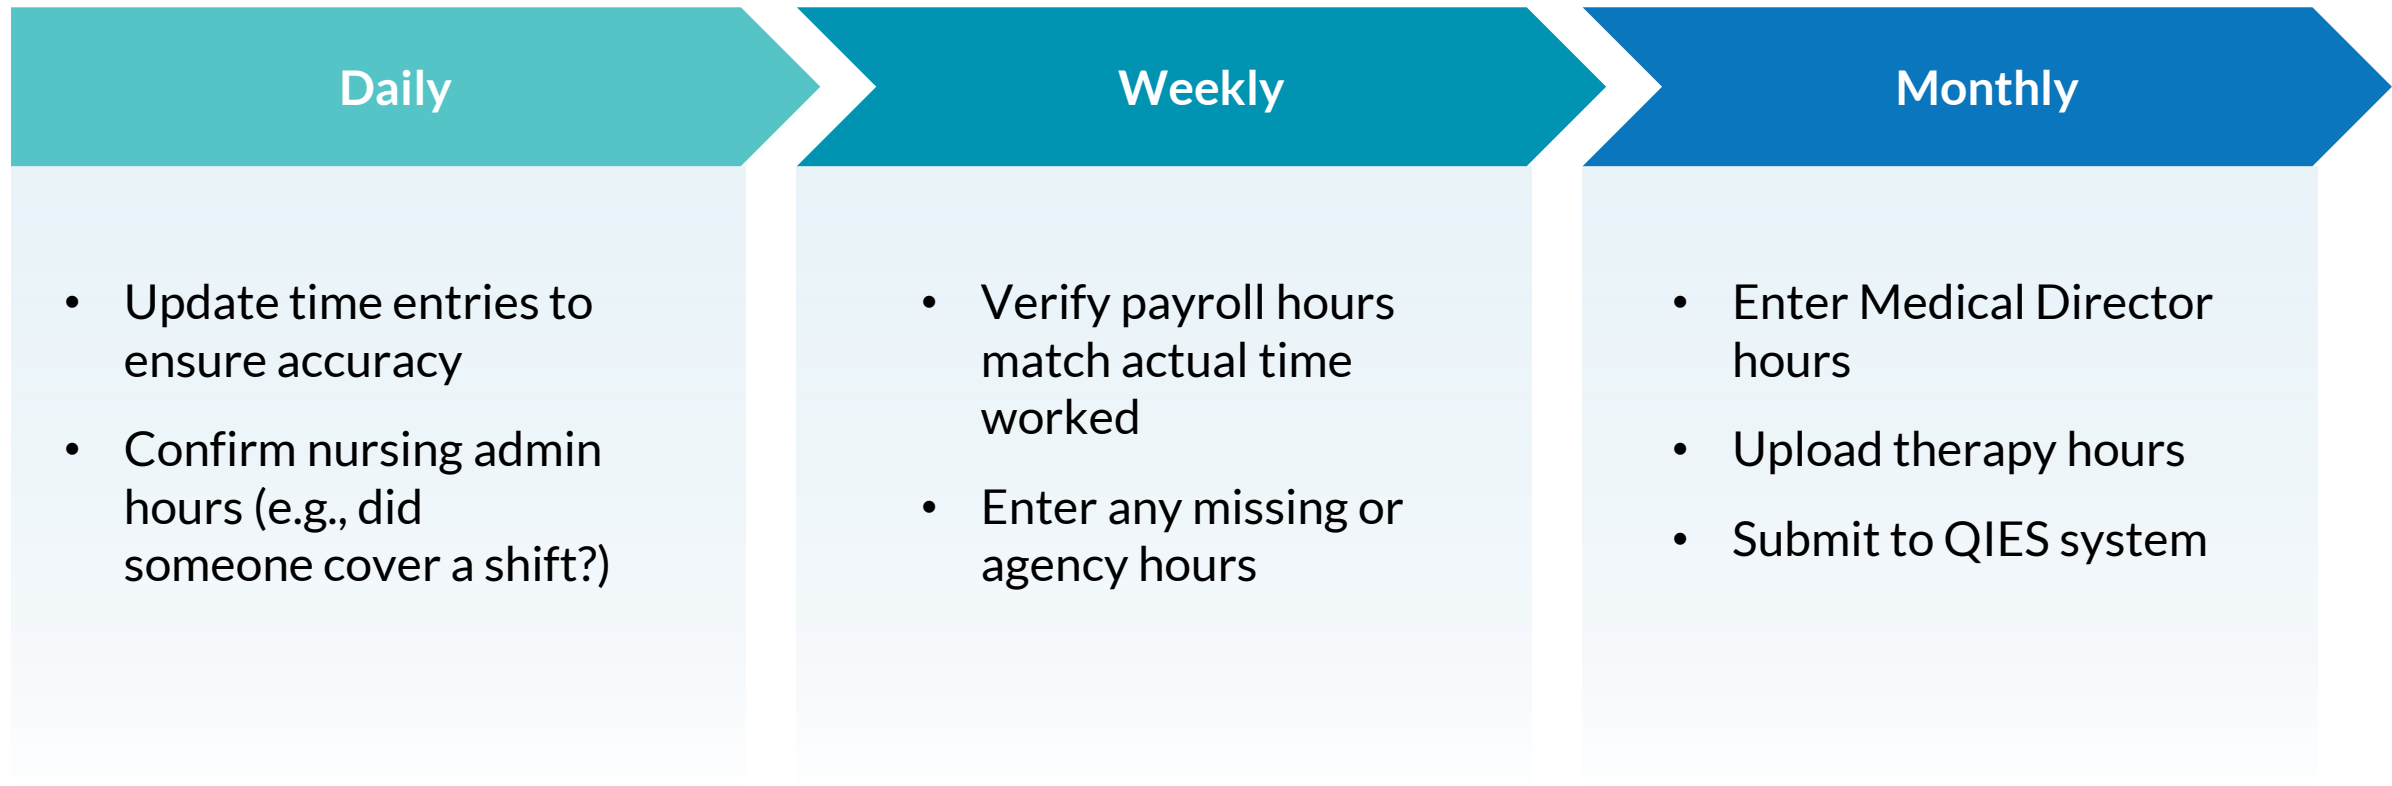 Daily
• Update time entries to
ensure accuracy
• Confirm nursing admin
hours (e.g., did
someone cover a shift?)
Weekly
• Verify payroll hours
match actual time
worked
• Enter any missing or
agency hours
Monthly
• Enter Medical Director
hours
• Upload therapy hours
• Submit to QIES system